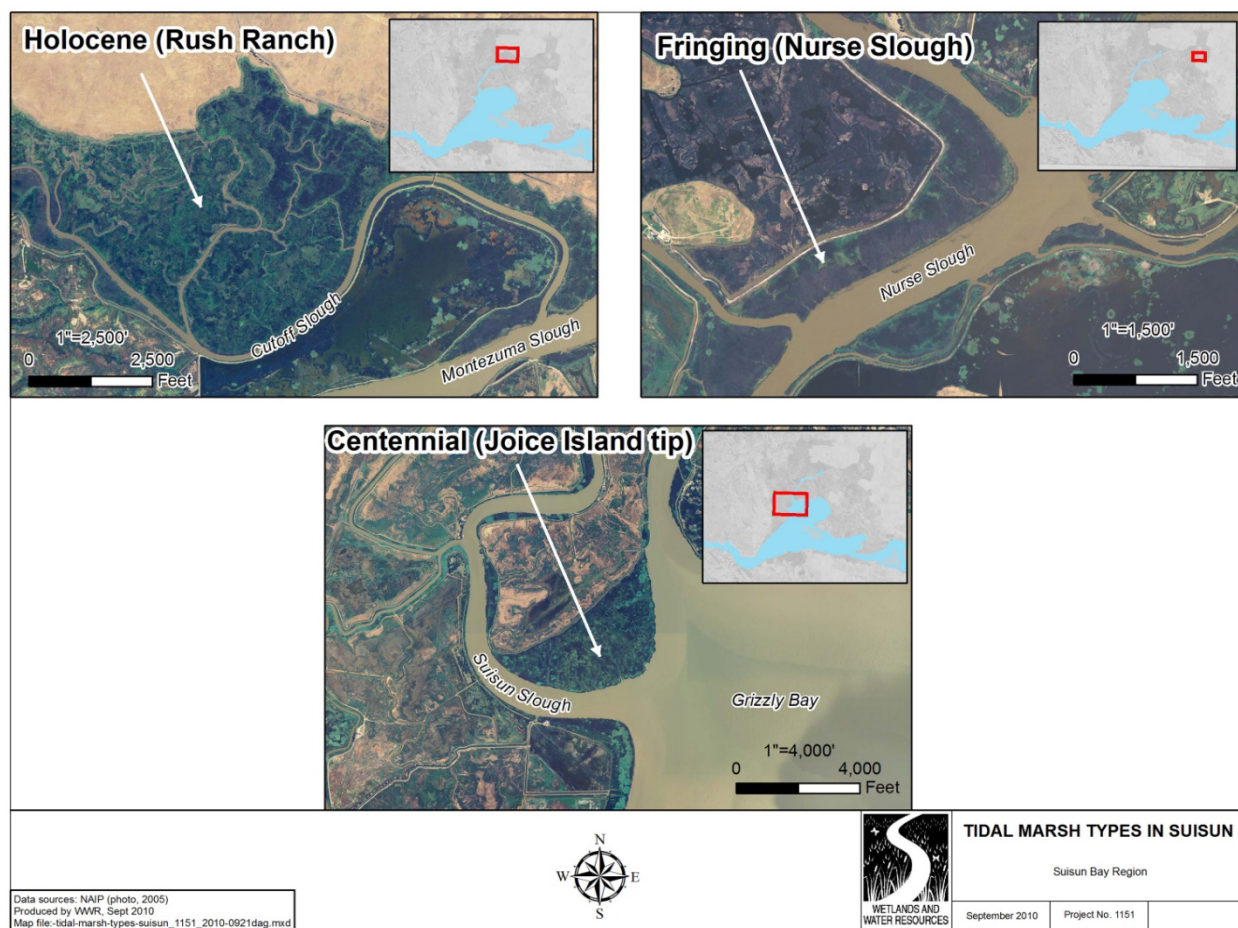 Holocene (Rush Ranch)
Cutoff Slough
Montezuma Slough
1"=2,500'
0 2,500
Feet
Fringing (Nurse Slough)
Nurse Slough
1"=1,500'
0 1,500
Feet
Centennial (Joice Island tip)
Suisun Slough
Grizzly Bay
1"=4,000'
0 4,000
Feet
N
W E
S
Data sources: NAIP (photo, 2005)
Produced by WWR, Sept 2010
Map file:-tidal-marsh-types-suisun_1151_2010-0921dag.mxd
WETLANDS AND
WATER RESOURCES
TIDAL MARSH TYPES IN SUISUN
Suisun Bay Region
September 2010
Project No. 1151